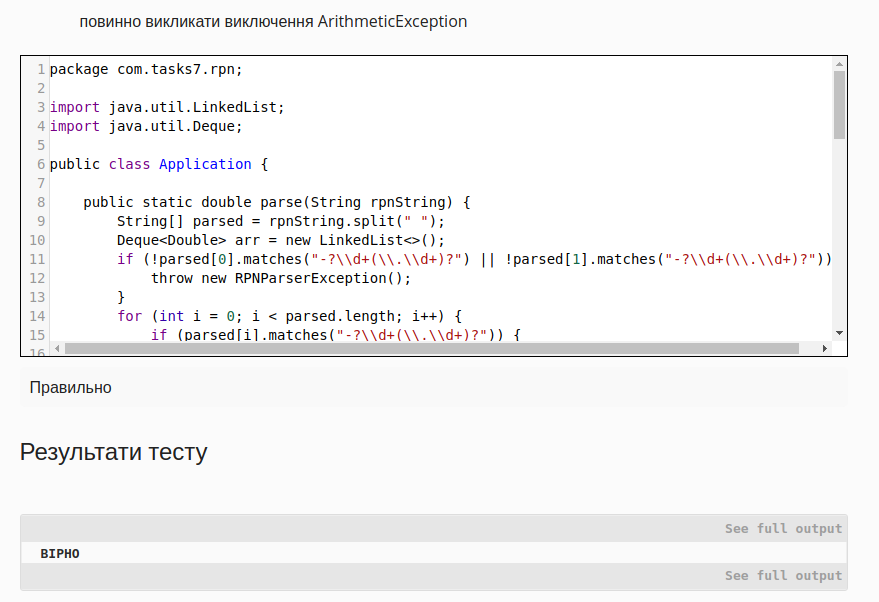 повинно викликати виключення ArithmeticException
1 package com.tasks7.rpn;
2
3 import java.util.LinkedList;
4 import java.util.Deque;
5
6 public class Application {
7
8     public static double parse(String rpnString) {
9         String[] parsed = rpnString.split(" ");
10         Deque<Double> arr = new LinkedList<>();
11         if (!parsed[0].matches("-?\\d+(\\.\\d+)?") || !parsed[1].matches("-?\\d+(\\.\\d+)?"))
12             throw new RPNParserException();
13         }
14         for (int i = 0; i < parsed.length; i++) {
15             if (parsed[i].matches("-?\\d+(\\.\\d+)?")) {
16
Правильно
Результати тесту
See full output
ВІРНО
See full output